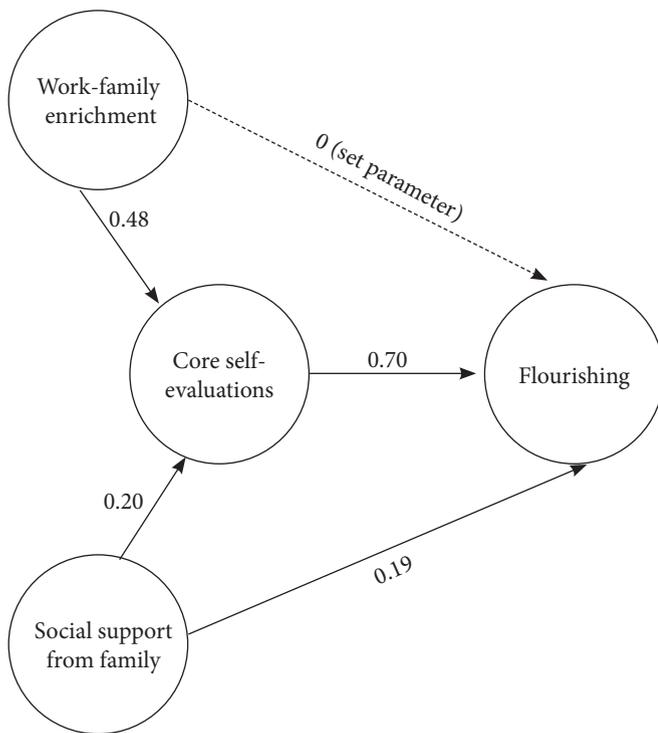 Work-family
enrichment
0 (set parameter)
0.48
Core self-
evaluations
0.70
Flourishing
0.20
0.19
Social support
from family